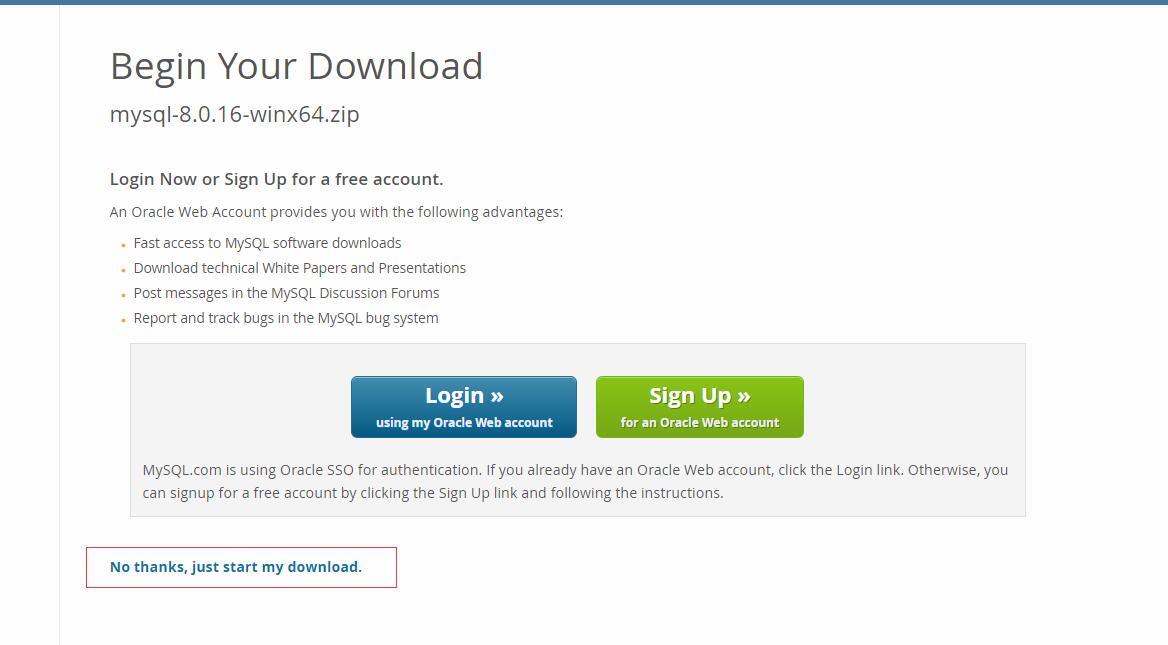 Begin Your Download
mysql-8.0.16-winx64.zip
Login Now or Sign Up for a free account.
An Oracle Web Account provides you with the following advantages:
Fast access to MySQL software downloads
Download technical White Papers and Presentations
Post messages in the MySQL Discussion Forums
Report and track bugs in the MySQL bug system
Login »
using my Oracle Web account
Sign Up »
for an Oracle Web account
MySQL.com is using Oracle SSO for authentication. If you already have an Oracle Web account, click the Login link. Otherwise, you
can signup for a free account by clicking the Sign Up link and following the instructions.
No thanks, just start my download.